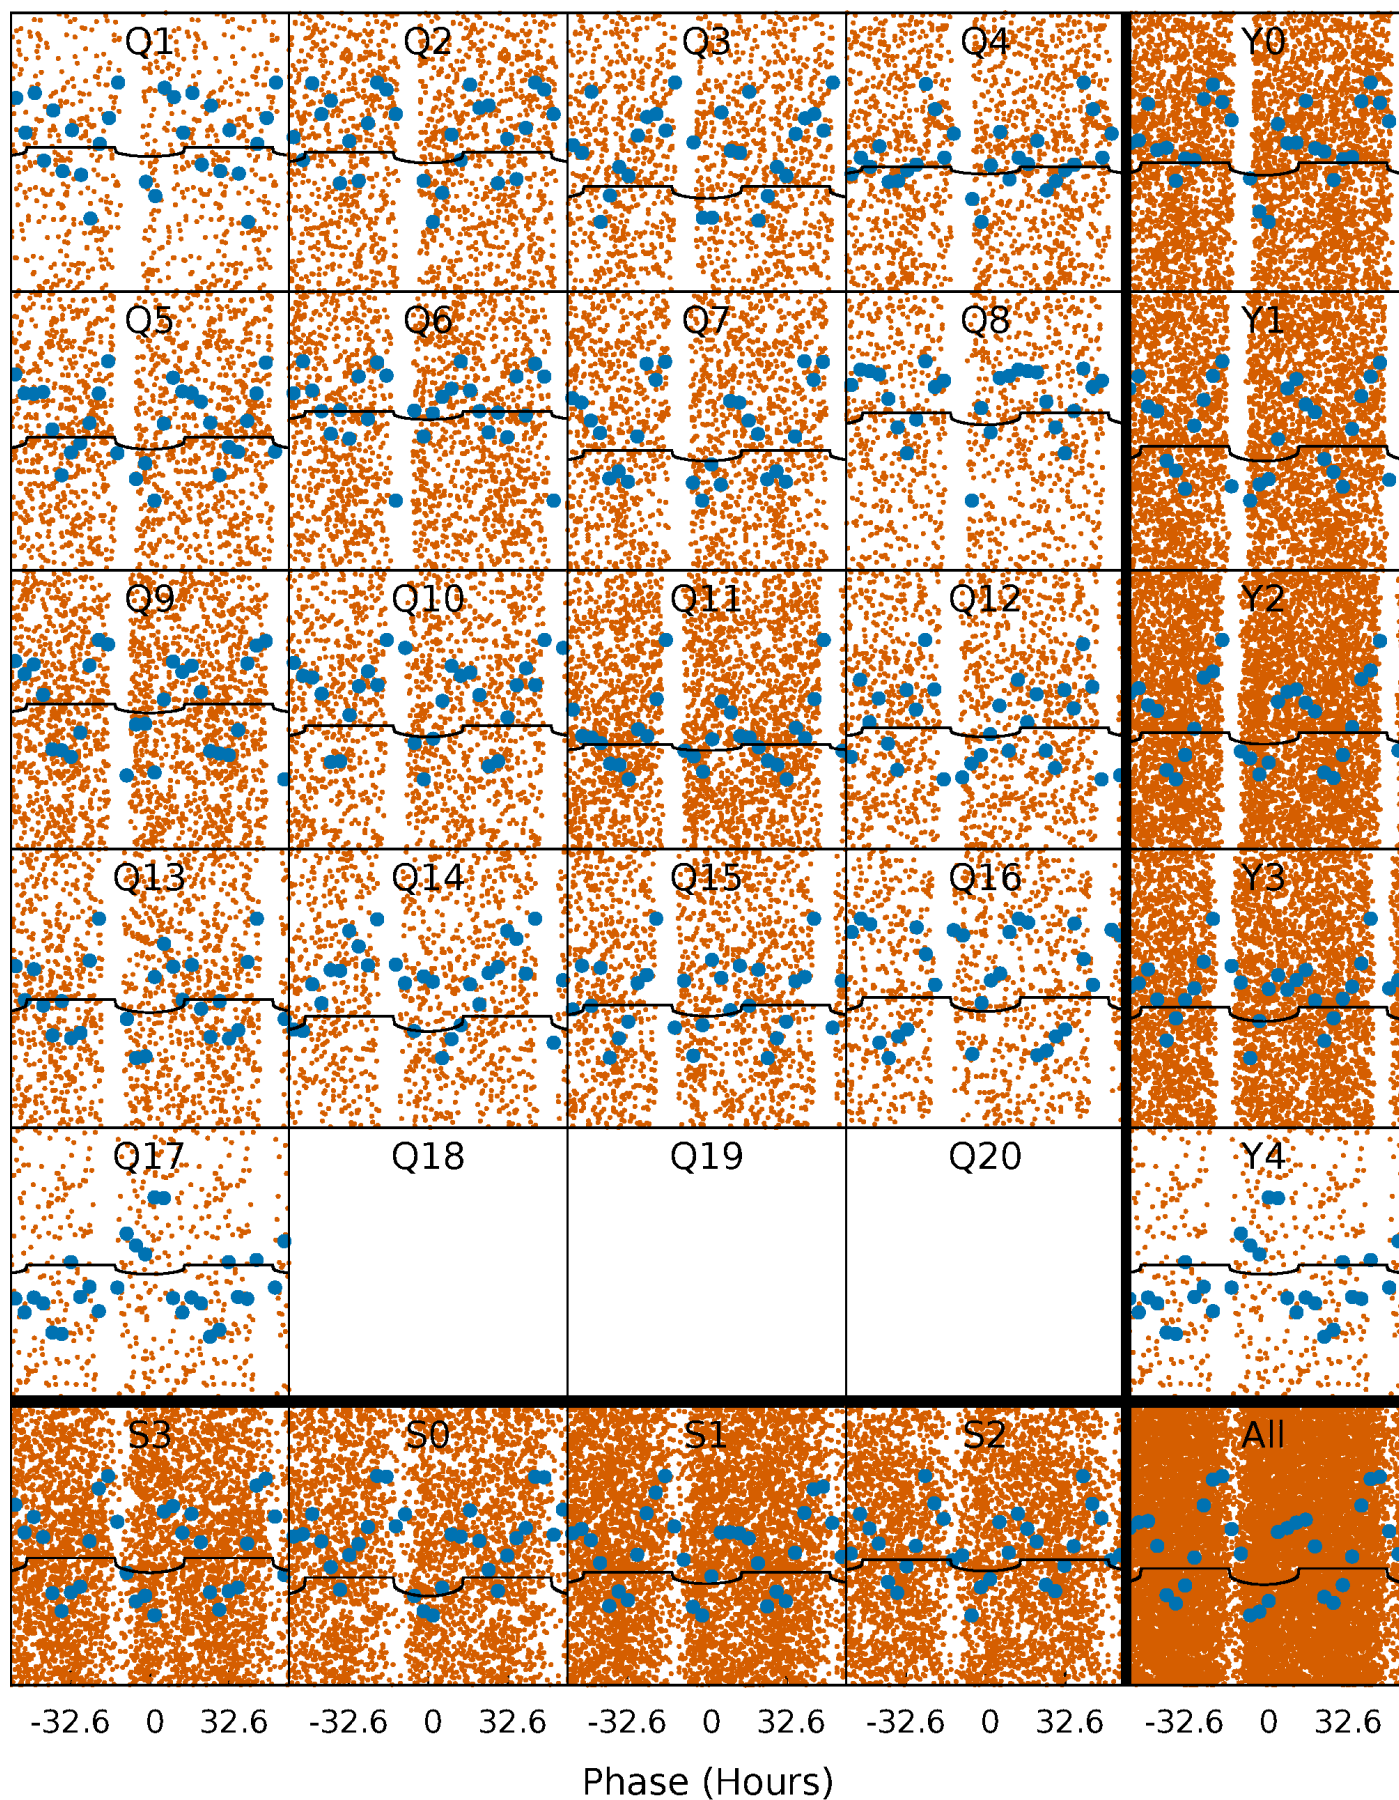 Q1 Q2 Q3 Q4 Y0
Q5 Q6 Q7 Q8 Y1
Q9 Q10 Q11 Q12 Y2
Q13 Q14 Q15 Q16 Y3
Q17 Q18 Q19 Q20 Y4
S3 S0 S1 S2 All
-32.6 0 32.6 -32.6 0 32.6 -32.6 0 32.6 -32.6 0 32.6 -32.6 0 32.6
Phase (Hours)